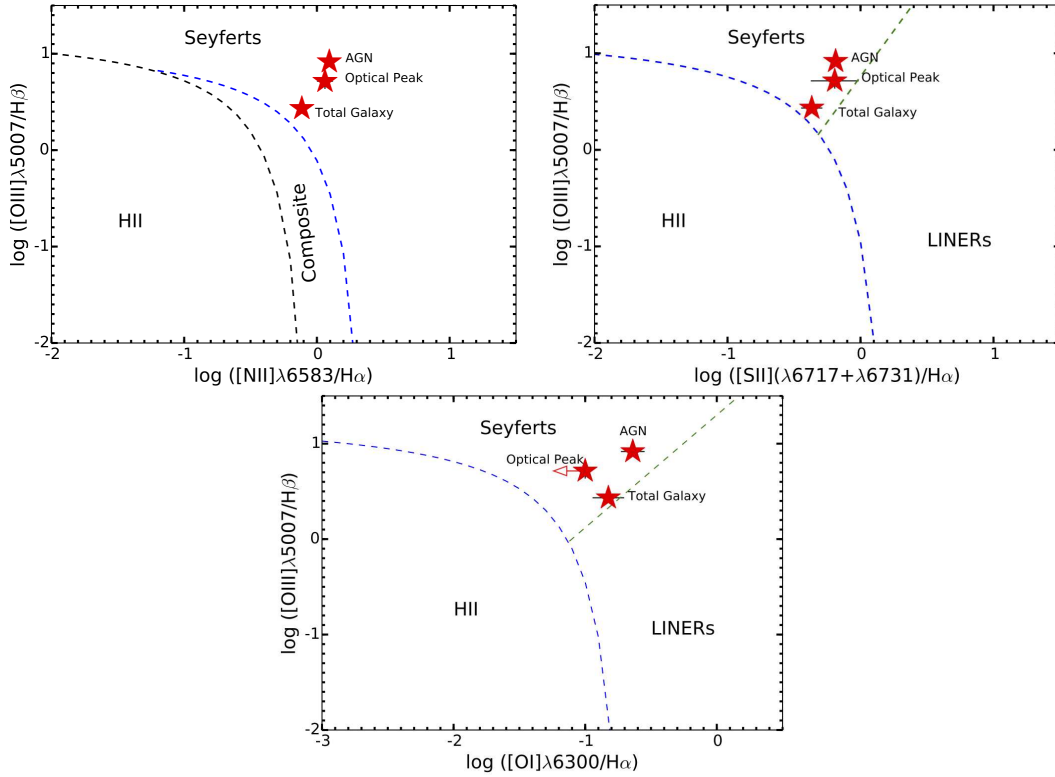 Seyferts
AGN
Optical Peak
Total Galaxy
HII
Composite
1
0
-1
-2
-2
-1
0
1
log ([OIII]λ5007/Hβ)
log ([NII]λ6583/Hα)
Seyferts
AGN
Optical Peak
Total Galaxy
HII
LINERs
1
0
-1
-2
-2
-1
0
1
log ([OIII]λ5007/Hβ)
log ([SII](λ6717+λ6731)/Hα)
Seyferts
AGN
Optical Peak
Total Galaxy
HII
LINERs
1
0
-1
-2
-3
-2
-1
0
log ([OIII]λ5007/Hβ)
log ([OI]λ6300/Hα)